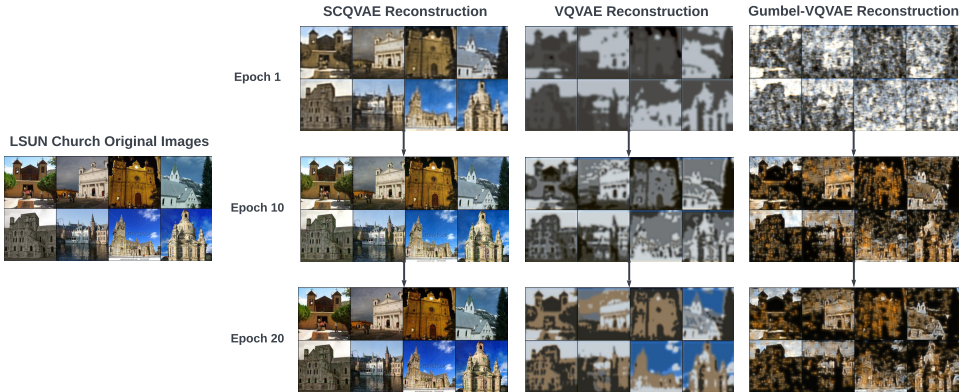 SCQVAE Reconstruction
VQVAE Reconstruction
Gumbel-VQVAE Reconstruction
Epoch 1
LSUN Church Original Images
Epoch 10
Epoch 20